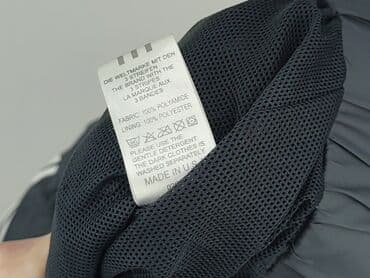 DIE WELTMARKE MIT DEN
3 STREIFEN
THE BRAND WITH THE
3 STRIPES
LA MARQUE AUX
3 BANDES
FABRIC: 100% POLYAMIDE
LINING: 100% POLYESTER
PLEASE USE THE
GENTLE DETERGENT
THE DARK CLOTHES IS
WASHED SEPARATELY
MADE IN U.S.A